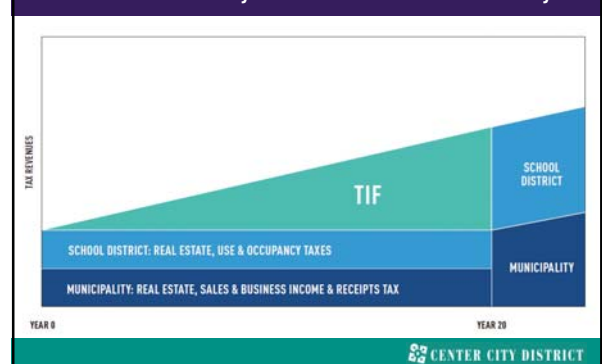 TAX REVENUES
TIF
SCHOOL
DISTRICT
SCHOOL DISTRICT: REAL ESTATE, USE & OCCUPANCY TAXES
MUNICIPALITY
MUNICIPALITY: REAL ESTATE, SALES & BUSINESS INCOME & RECEIPTS TAX
YEAR 0
YEAR 20
CENTER CITY DISTRICT